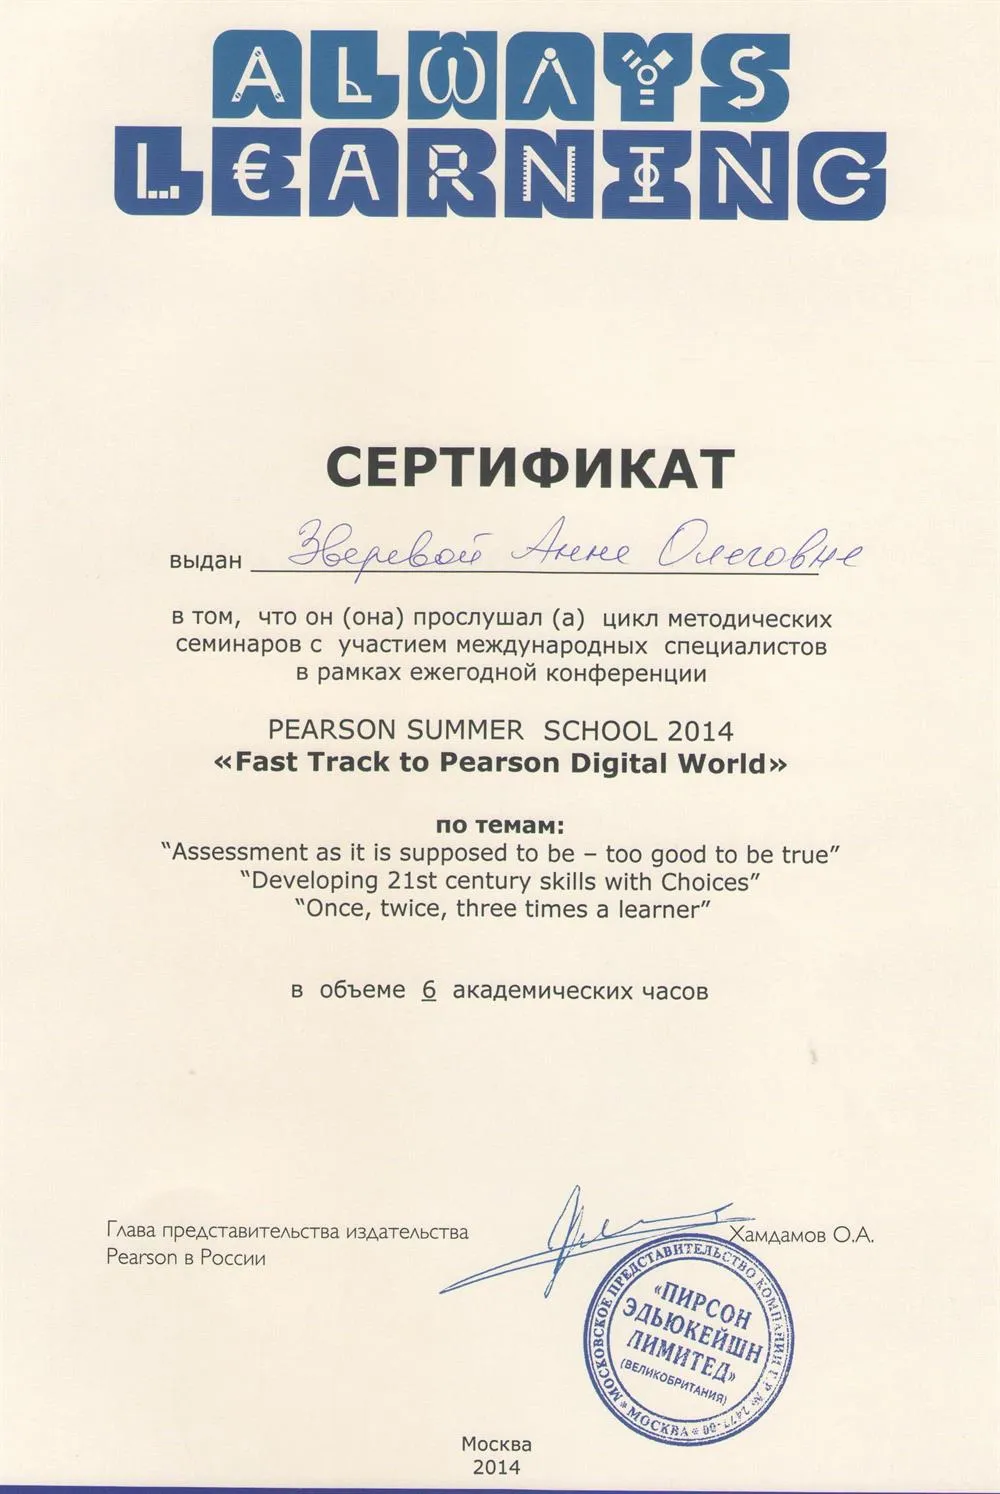 ALWAYS
LEARNING
СЕРТИФИКАТ
выдан Зверевой Анне Олеговне
в том, что он (она) прослушал (а) цикл методических
семинаров с участием международных специалистов
в рамках ежегодной конференции
PEARSON SUMMER SCHOOL 2014
«Fast Track to Pearson Digital World»
по темам:
“Assessment as it is supposed to be – too good to be true”
“Developing 21st century skills with Choices”
“Once, twice, three times a learner”
в объеме 6 академических часов
Глава представительства издательства
Pearson в России
Хамдамов О.А.
МОСКОВСКОЕ ПРЕДСТАВИТЕЛЬСТВО КОМПАНИИ
«ПИРСОН
ЭДЬЮКЕЙШН
ЛИМИТЕД»
(ВЕЛИКОБРИТАНИЯ)
МОСКВА
Москва
2014